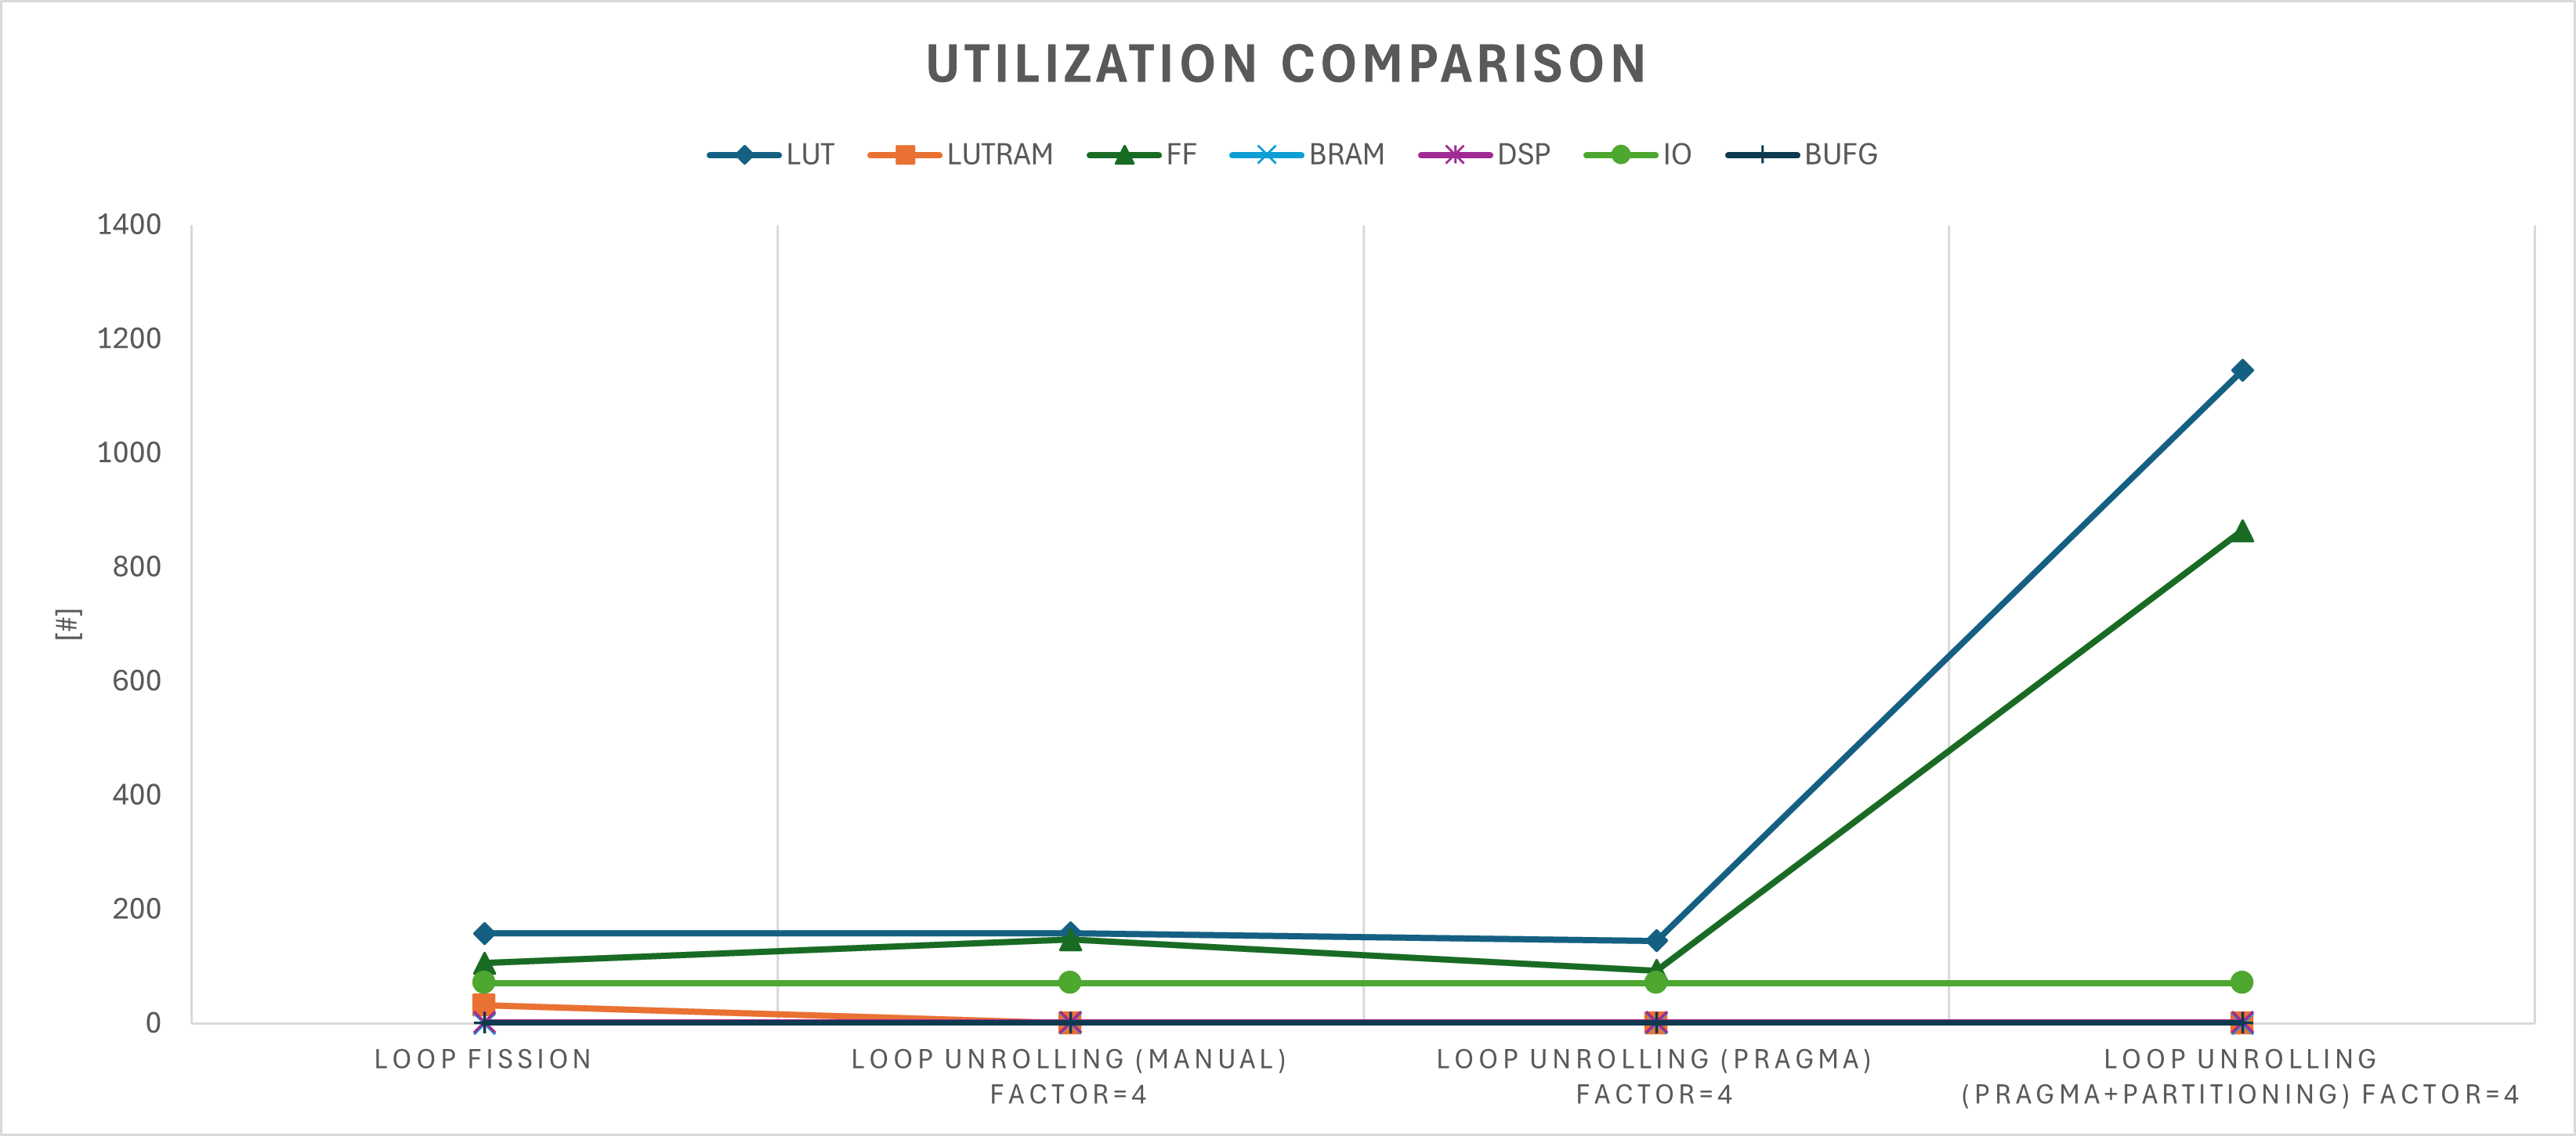 UTILIZATION COMPARISON
LUT LUTRAM FF BRAM DSP IO BUFG
1400
1200
1000
800
600
400
200
0
[#]
LOOP FISSION
LOOP UNROLLING (MANUAL)
FACTOR=4
LOOP UNROLLING (PRAGMA)
FACTOR=4
LOOP UNROLLING
(PRAGMA+PARTITIONING) FACTOR=4